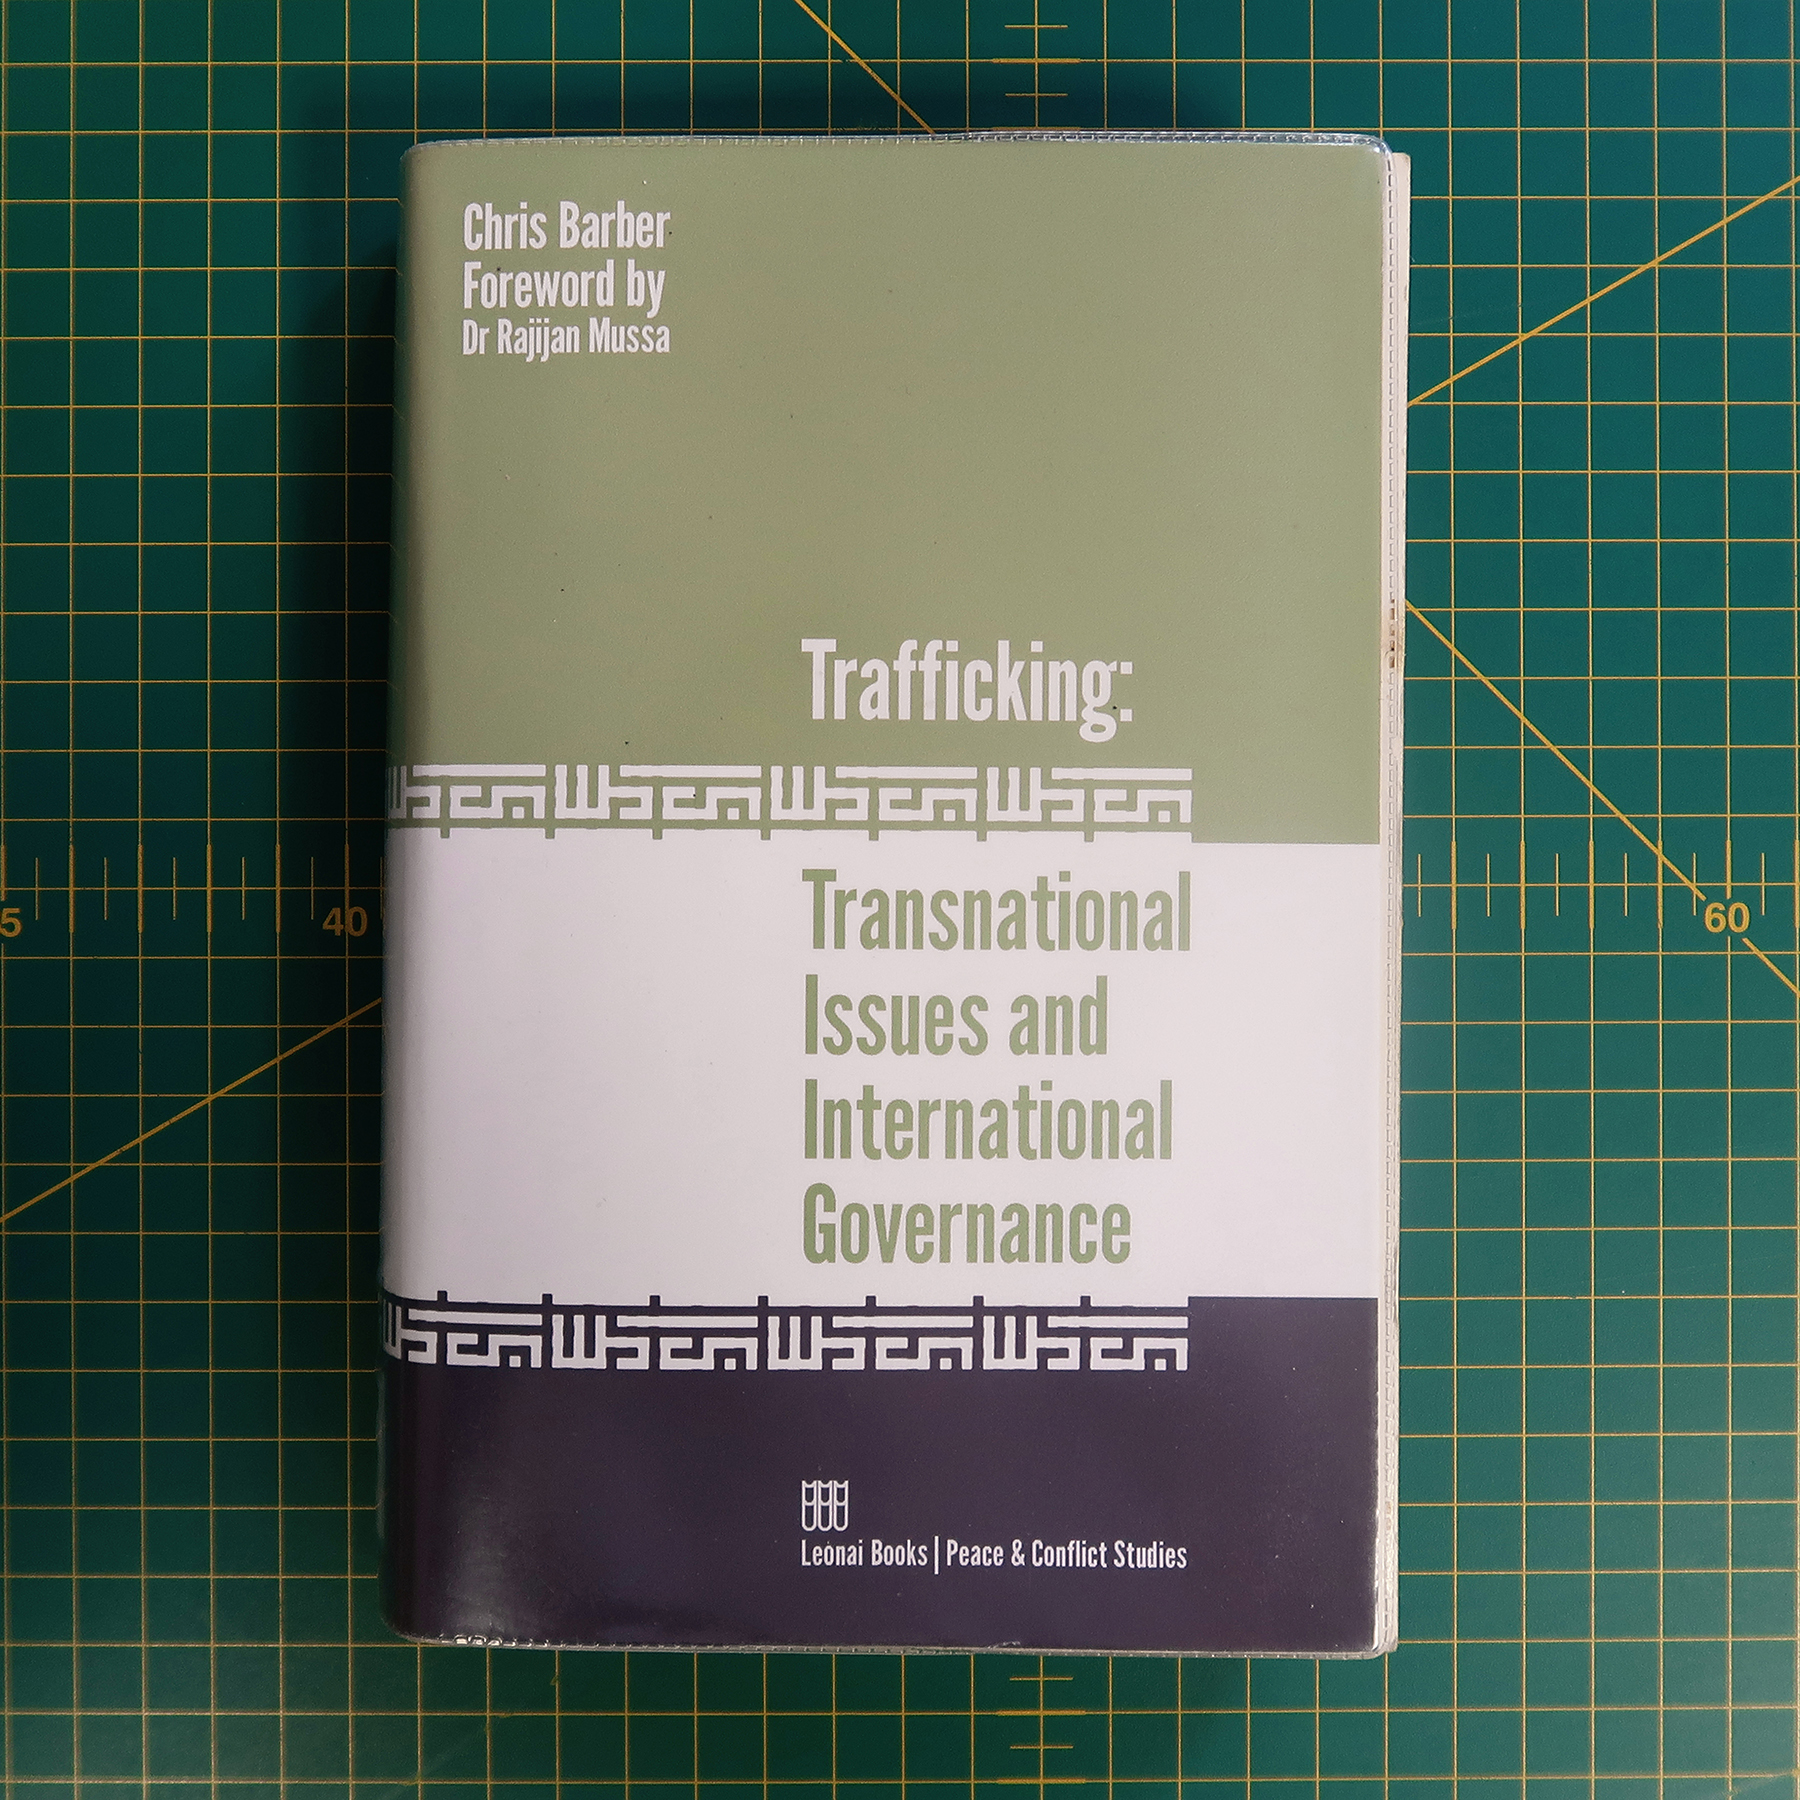 Chris Barber
Foreword by
Dr Rajijan Mussa
Trafficking:
Transnational
Issues and
International
Governance
Leonai Books | Peace & Conflict Studies
5
40
60